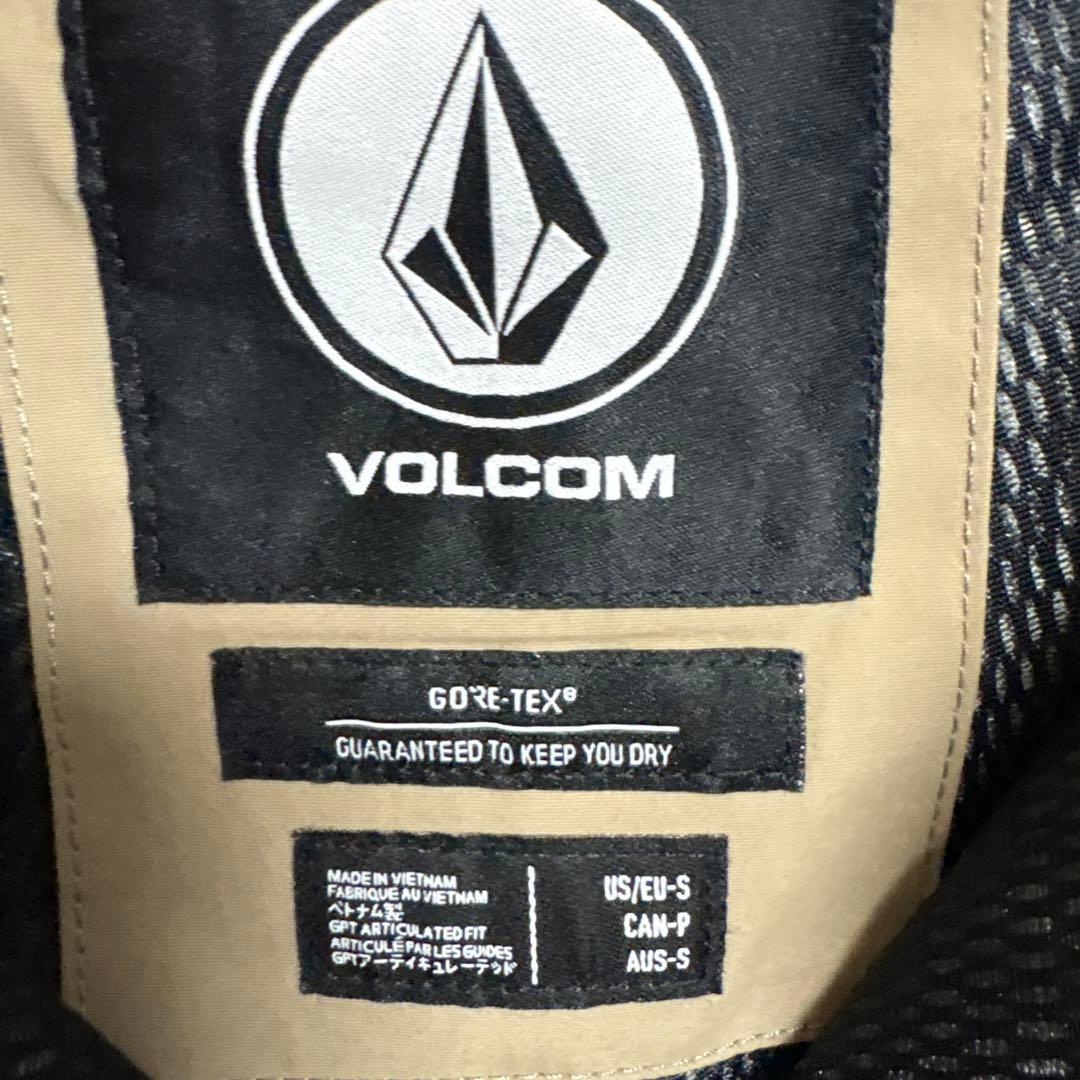 VOLCOM
GORE-TEX®
GUARANTEED TO KEEP YOU DRY
MADE IN VIETNAM
FABRIQUE AU VIETNAM
ベトナム製
GPT ARTICULATED FIT
ARTICULÉ PAR LES GUIDES
GPTアーティキュレーテッド
US/EU-S
CAN-P
AUS-S